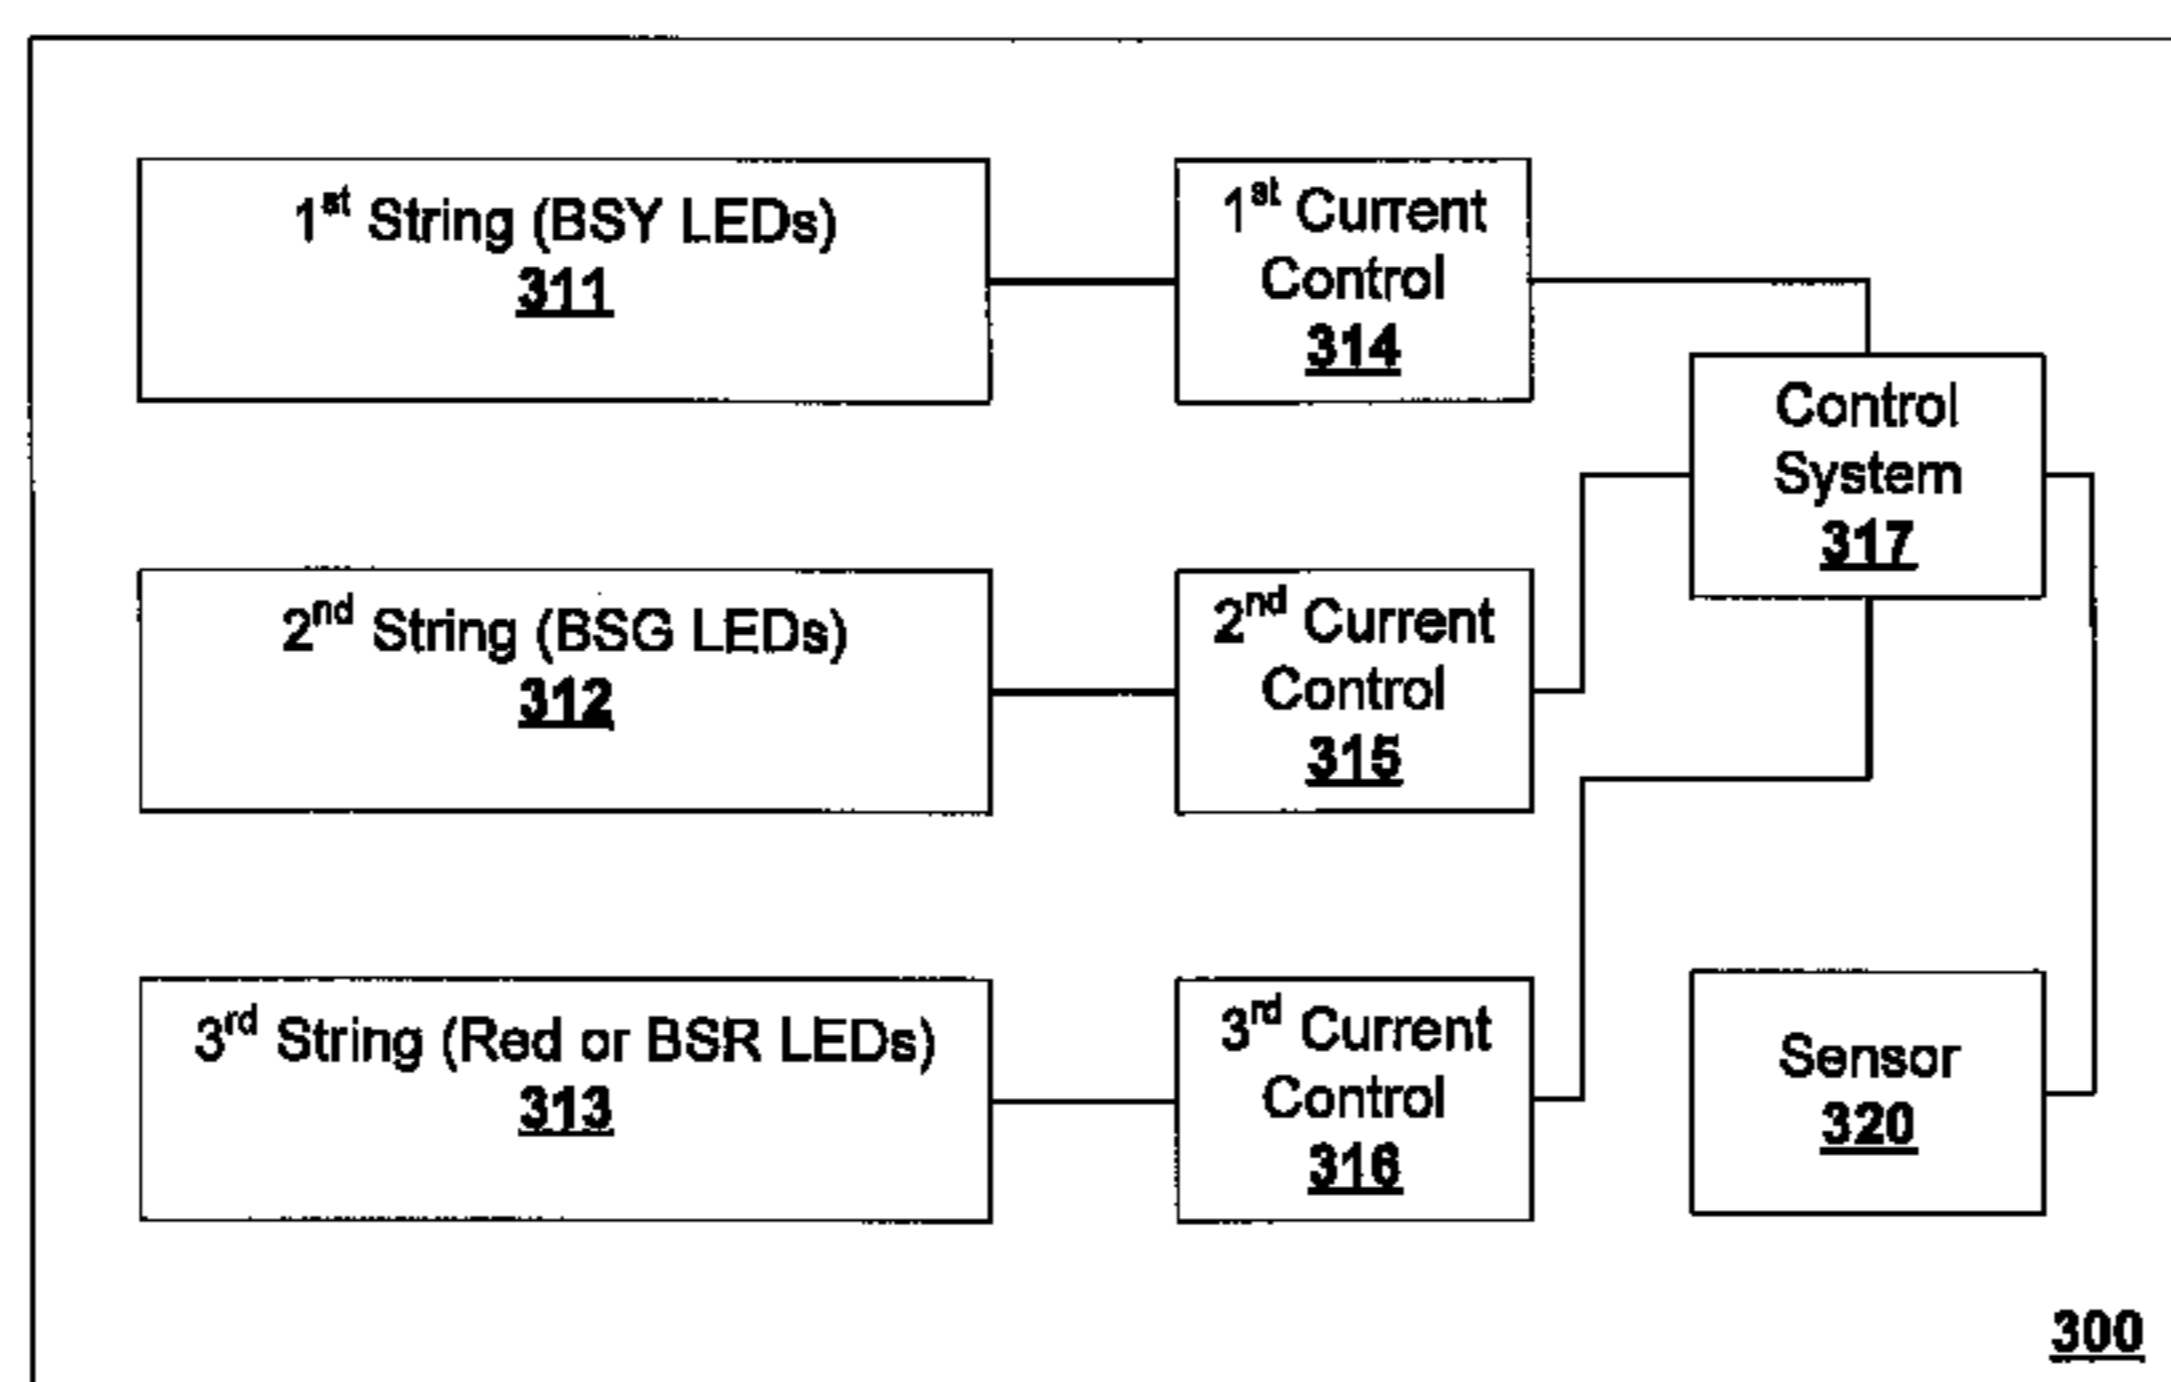 1st String (BSY LEDs)
311
1st Current
Control
314
Control
System
317
2nd String (BSG LEDs)
312
2nd Current
Control
315
3rd String (Red or BSR LEDs)
313
3rd Current
Control
316
Sensor
320
300